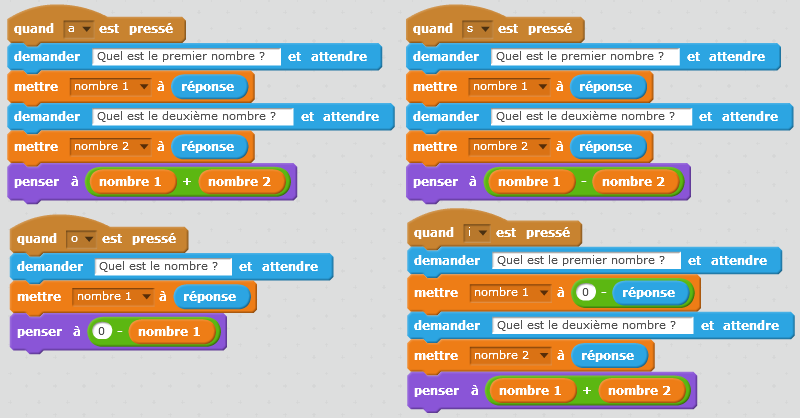 quand a est pressé
demander Quel est le premier nombre ? et attendre
mettre nombre 1 à réponse
demander Quel est le deuxième nombre ? et attendre
mettre nombre 2 à réponse
penser à nombre 1 + nombre 2
quand s est pressé
demander Quel est le premier nombre ? et attendre
mettre nombre 1 à réponse
demander Quel est le deuxième nombre ? et attendre
mettre nombre 2 à réponse
penser à nombre 1 - nombre 2
quand o est pressé
demander Quel est le nombre ? et attendre
mettre nombre 1 à réponse
penser à 0 - nombre 1
quand i est pressé
demander Quel est le premier nombre ? et attendre
mettre nombre 1 à 0 - réponse
demander Quel est le deuxième nombre ? et attendre
mettre nombre 2 à réponse
penser à nombre 1 + nombre 2